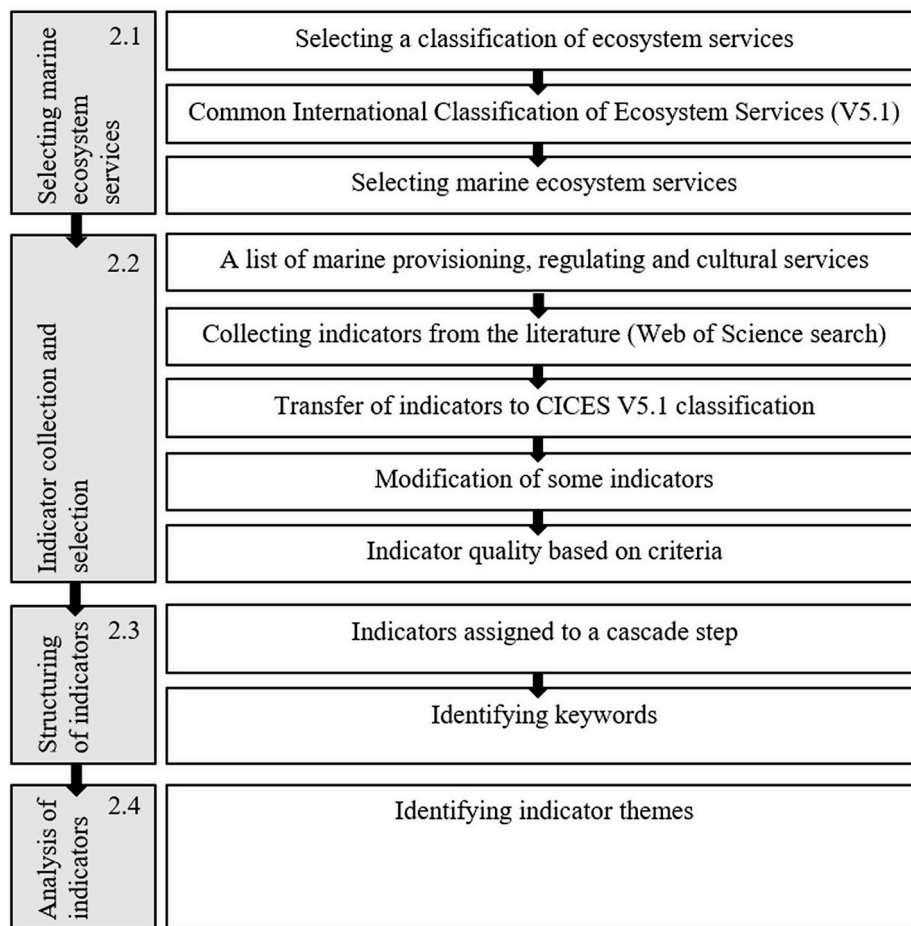 2.1
Selecting marine
ecosystem
services
Selecting a classification of ecosystem services
Common International Classification of Ecosystem Services (V5.1)
Selecting marine ecosystem services
2.2
Indicator collection and
selection
A list of marine provisioning, regulating and cultural services
Collecting indicators from the literature (Web of Science search)
Transfer of indicators to CICES V5.1 classification
Modification of some indicators
Indicator quality based on criteria
2.3
Structuring
of indicators
Indicators assigned to a cascade step
Identifying keywords
2.4
Analysis of
indicators
Identifying indicator themes